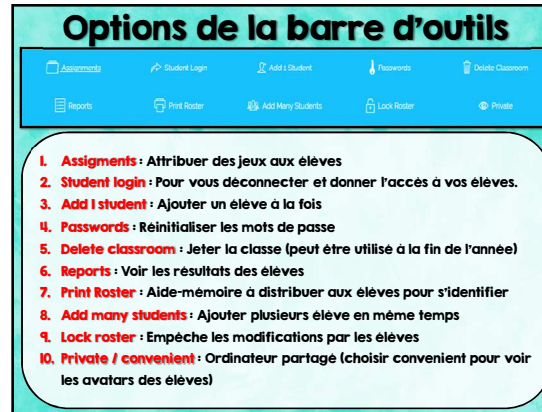 Options de la barre d'outils
Assignments Student Login Add 1 Student Passwords Delete Classroom
Reports Print Roster Add Many Students Lock Roster Private
1. Assigments : Attribuer des jeux aux élèves
2. Student login : Pour vous déconnecter et donner l'accès à vos élèves.
3. Add 1 student : Ajouter un élève à la fois
4. Passwords : Réinitialiser les mots de passe
5. Delete classroom : Jeter la classe (peut être utilisé à la fin de l'année)
6. Reports : Voir les résultats des élèves
7. Print Roster : Aide-mémoire à distribuer aux élèves pour s'identifier
8. Add many students : Ajouter plusieurs élève en même temps
9. Lock roster : Empêche les modifications par les élèves
10. Private / convenient : Ordinateur partagé (choisir convenient pour voir
les avatars des élèves)